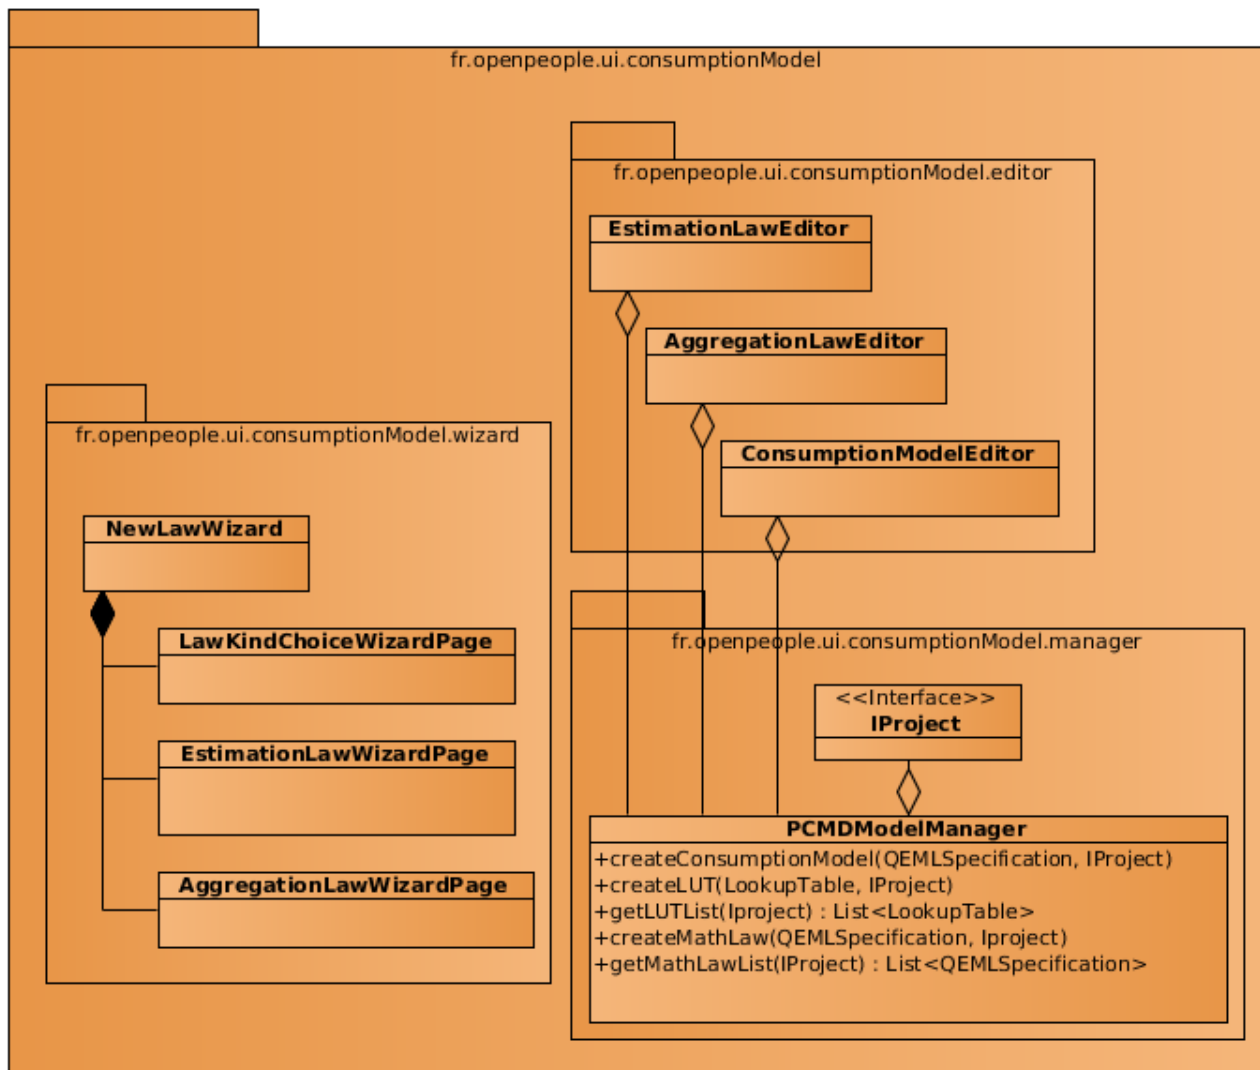 fr.openpeople.ui.consumptionModel
fr.openpeople.ui.consumptionModel.editor
EstimationLawEditor
AggregationLawEditor
ConsumptionModelEditor
fr.openpeople.ui.consumptionModel.wizard
NewLawWizard
LawKindChoiceWizardPage
EstimationLawWizardPage
AggregationLawWizardPage
fr.openpeople.ui.consumptionModel.manager
<<Interface>>
IProject
PCMDModelManager
+createConsumptionModel(QEMLSpecification, IProject)
+createLUT(LookupTable, IProject)
+getLUTList(Iproject) : List<LookupTable>
+createMathLaw(QEMLSpecification, Iproject)
+getMathLawList(IProject) : List<QEMLSpecification>